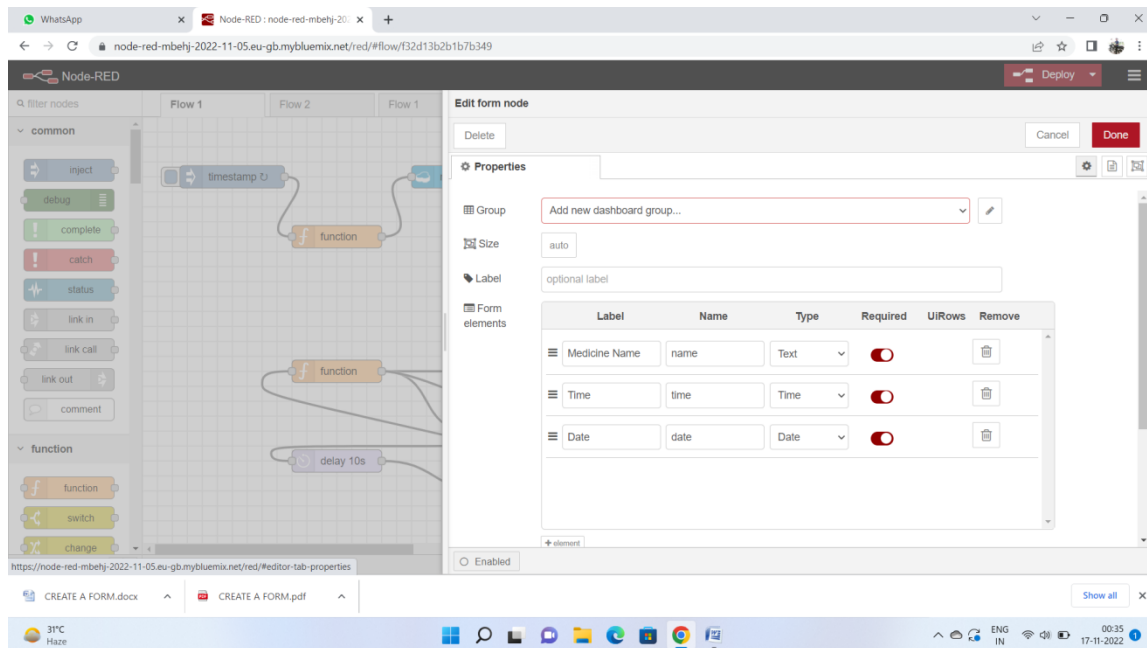 WhatsApp
Node-RED : node-red-mbehj-20
node-red-mbehj-2022-11-05.eu-gb.mybluemix.net/red/#flow/f32d13b2b1b7b349
Node-RED
Deploy
filter nodes
Flow 1
Flow 2
Flow 1
Edit form node
common
Delete
Cancel
Done
Properties
inject
timestamp ↻
debug
Group
Add new dashboard group...
complete
function
Size
auto
catch
status
Label
optional label
link in
Form elements
Label
Name
Type
Required
UiRows
Remove
link call
Medicine Name
name
Text
link out
function
Time
time
Time
comment
Date
date
Date
function
delay 10s
function
switch
change
+ element
https://node-red-mbehj-2022-11-05.eu-gb.mybluemix.net/red/#editor-tab-properties
Enabled
CREATE A FORM.docx
CREATE A FORM.pdf
Show all
31°C
Haze
ENG
IN
00:35
17-11-2022
1